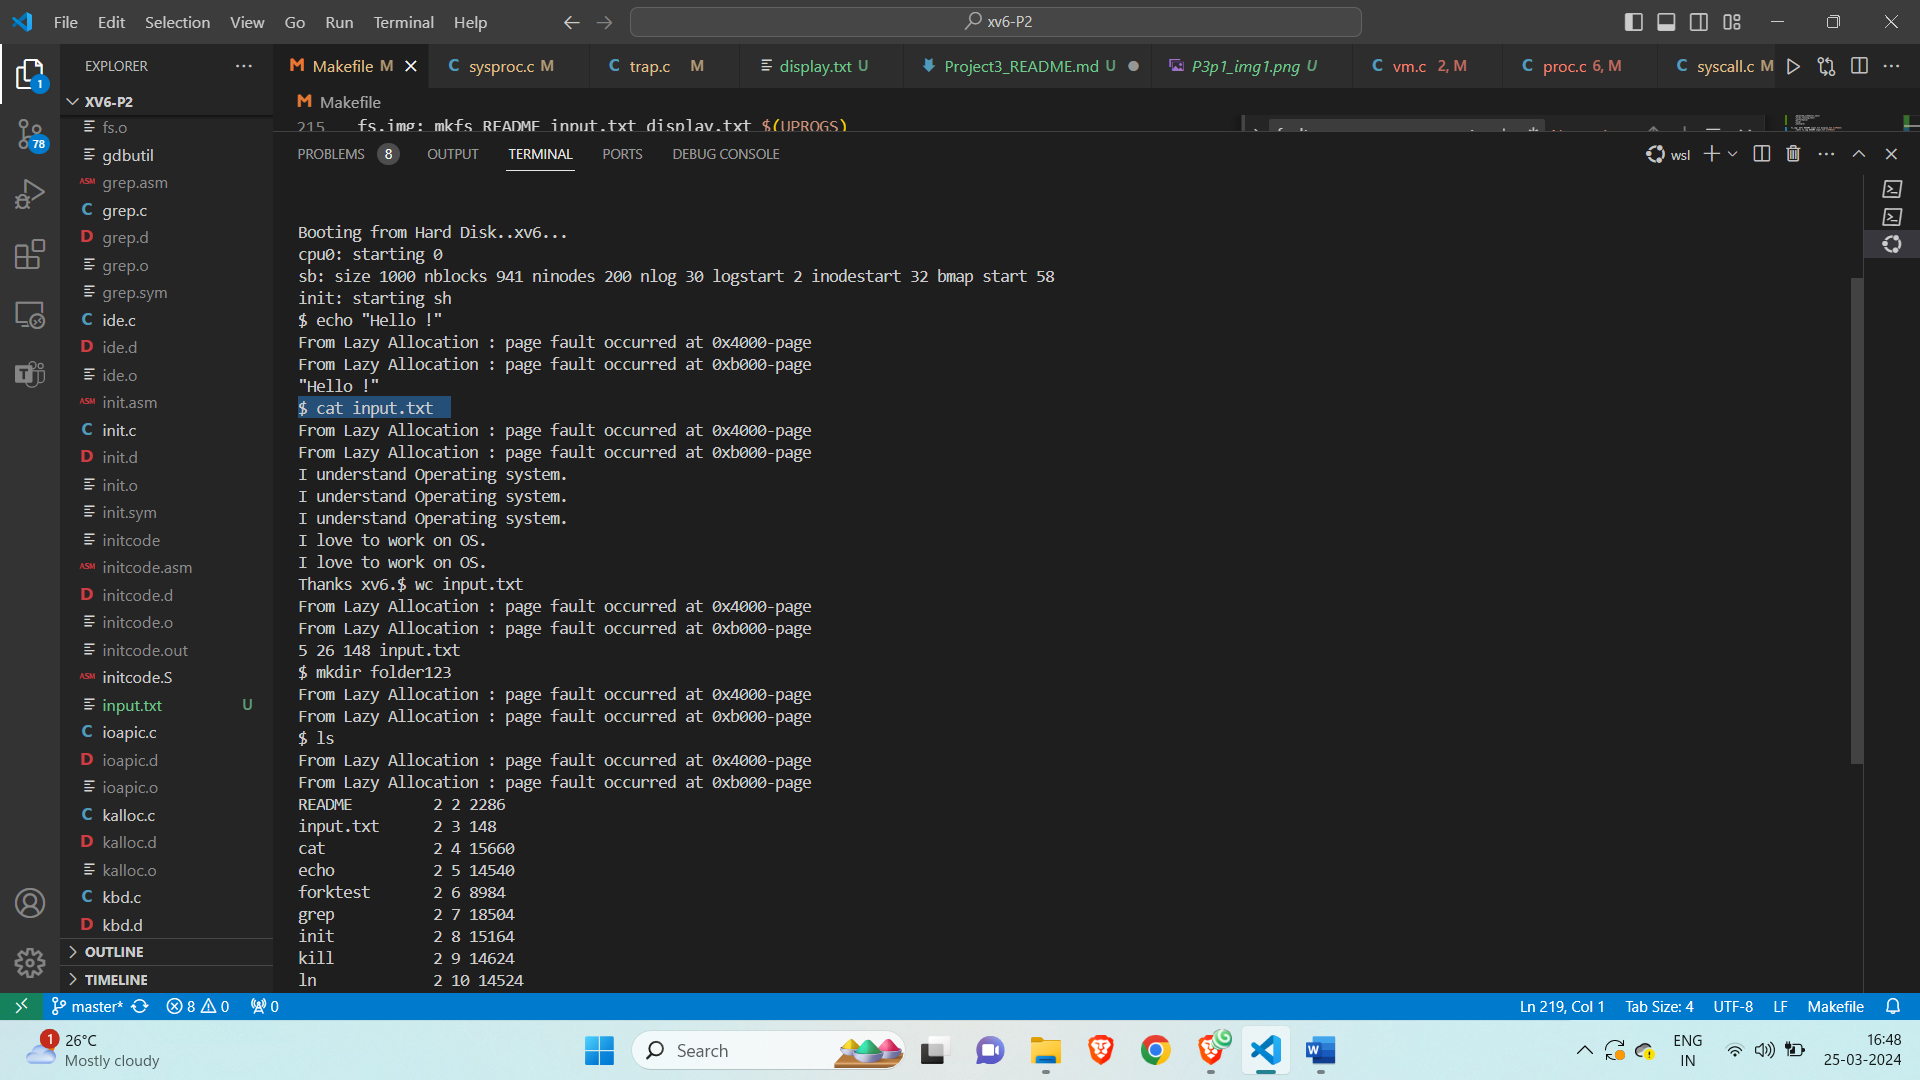 File Edit Selection View Go Run Terminal Help
xv6-P2
EXPLORER
Makefile M
sysproc.c M
trap.c M
display.txt U
Project3_README.md U
P3p1_img1.png U
vm.c 2, M
proc.c 6, M
syscall.c M
XV6-P2
Makefile
215 fs.img: mkfs README input.txt display.txt $(UPROGS)
PROBLEMS 8 OUTPUT TERMINAL PORTS DEBUG CONSOLE
wsl
1
78
fs.o
gdbutil
ASM grep.asm
C grep.c
D grep.d
grep.o
grep.sym
C ide.c
D ide.d
ide.o
ASM init.asm
C init.c
D init.d
init.o
init.sym
initcode
ASM initcode.asm
D initcode.d
initcode.o
initcode.out
ASM initcode.S
input.txt U
C ioapic.c
D ioapic.d
ioapic.o
C kalloc.c
D kalloc.d
kalloc.o
C kbd.c
D kbd.d
OUTLINE
TIMELINE
Booting from Hard Disk..xv6...
cpu0: starting 0
sb: size 1000 nblocks 941 ninodes 200 nlog 30 logstart 2 inodestart 32 bmap start 58
init: starting sh
$ echo "Hello !"
From Lazy Allocation : page fault occurred at 0x4000-page
From Lazy Allocation : page fault occurred at 0xb000-page
"Hello !"
$ cat input.txt
From Lazy Allocation : page fault occurred at 0x4000-page
From Lazy Allocation : page fault occurred at 0xb000-page
I understand Operating system.
I understand Operating system.
I understand Operating system.
I love to work on OS.
I love to work on OS.
Thanks xv6.$ wc input.txt
From Lazy Allocation : page fault occurred at 0x4000-page
From Lazy Allocation : page fault occurred at 0xb000-page
5 26 148 input.txt
$ mkdir folder123
From Lazy Allocation : page fault occurred at 0x4000-page
From Lazy Allocation : page fault occurred at 0xb000-page
$ ls
From Lazy Allocation : page fault occurred at 0x4000-page
From Lazy Allocation : page fault occurred at 0xb000-page
README 2 2 2286
input.txt 2 3 148
cat 2 4 15660
echo 2 5 14540
forktest 2 6 8984
grep 2 7 18504
init 2 8 15164
kill 2 9 14624
ln 2 10 14524
master* 8 0 0
Ln 219, Col 1 Tab Size: 4 UTF-8 LF Makefile
1
26°C
Mostly cloudy
Search
ENG
IN
16:48
25-03-2024